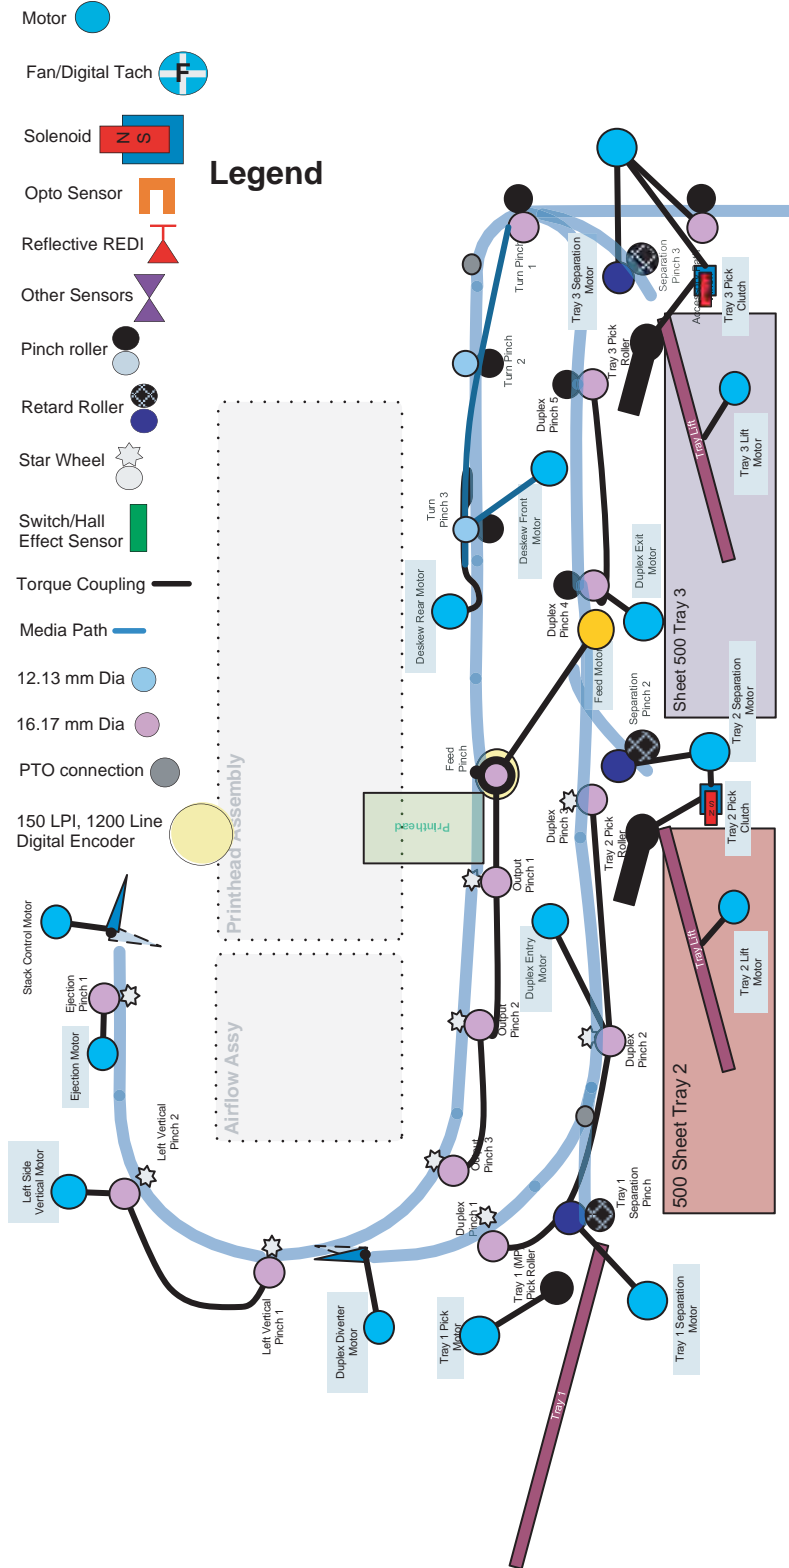 Motor
Fan/Digital Tach
F
Solenoid
N S
Legend
Opto Sensor
Reflective REDI
Other Sensors
Pinch roller
Retard Roller
Star Wheel
Switch/Hall
Effect Sensor
Torque Coupling
Media Path
12.13 mm Dia
16.17 mm Dia
PTO connection
150 LPI, 1200 Line
Digital Encoder
Turn Pinch
1
Tray 3 Separation
Motor
Separation
Pinch 3
Tray 3 Pick
Clutch
Turn Pinch
2
Tray 3 Pick
Roller
Duplex
Pinch 5
Tray Lift
Tray 3 Lift
Motor
Turn
Pinch 3
Deskew Front
Motor
Deskew Rear Motor
Duplex
Pinch 4
Duplex Exit
Motor
Feed Motor
Sheet 500 Tray 3
Separation
Pinch 2
Tray 2 Separation
Motor
Feed
Pinch
Printhead Assembly
Printhead
Duplex
Pinch 3
Tray 2 Pick
Roller
S N
Tray 2 Pick
Clutch
Output
Pinch 1
Stack Control Motor
Duplex Entry
Motor
Tray Lift
Tray 2 Lift
Motor
Ejection
Pinch 1
Ejection Motor
Output
Pinch 2
Duplex
Pinch 2
Airflow Assy
500 Sheet Tray 2
Left Vertical
Pinch 2
Left Side
Vertical Motor
Output
Pinch 3
Duplex
Pinch 1
Tray 1
Separation
Pinch
Tray 1 (MP)
Pick Roller
Left Vertical
Pinch 1
Duplex Diverter
Motor
Tray 1 Pick
Motor
Tray 1 Separation
Motor
Tray 1